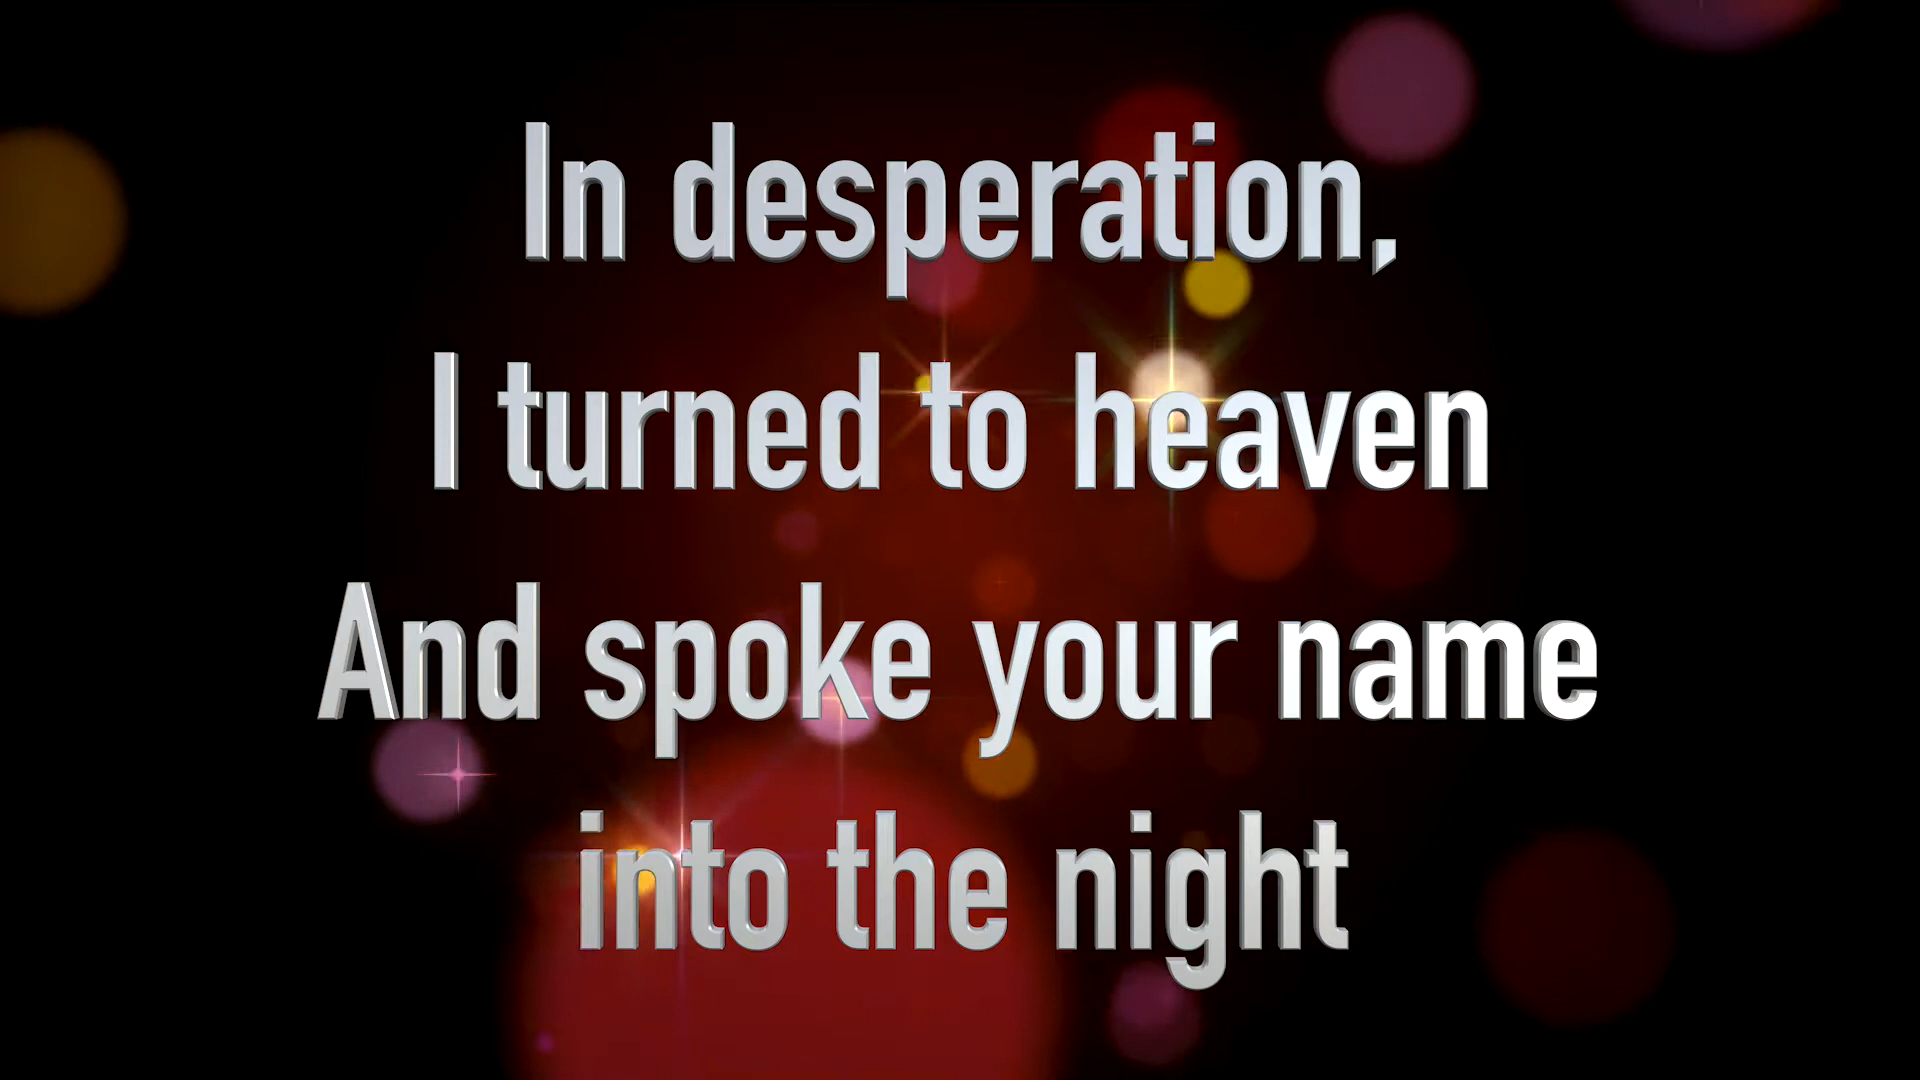 In desperation,
I turned to heaven
And spoke your name
into the night